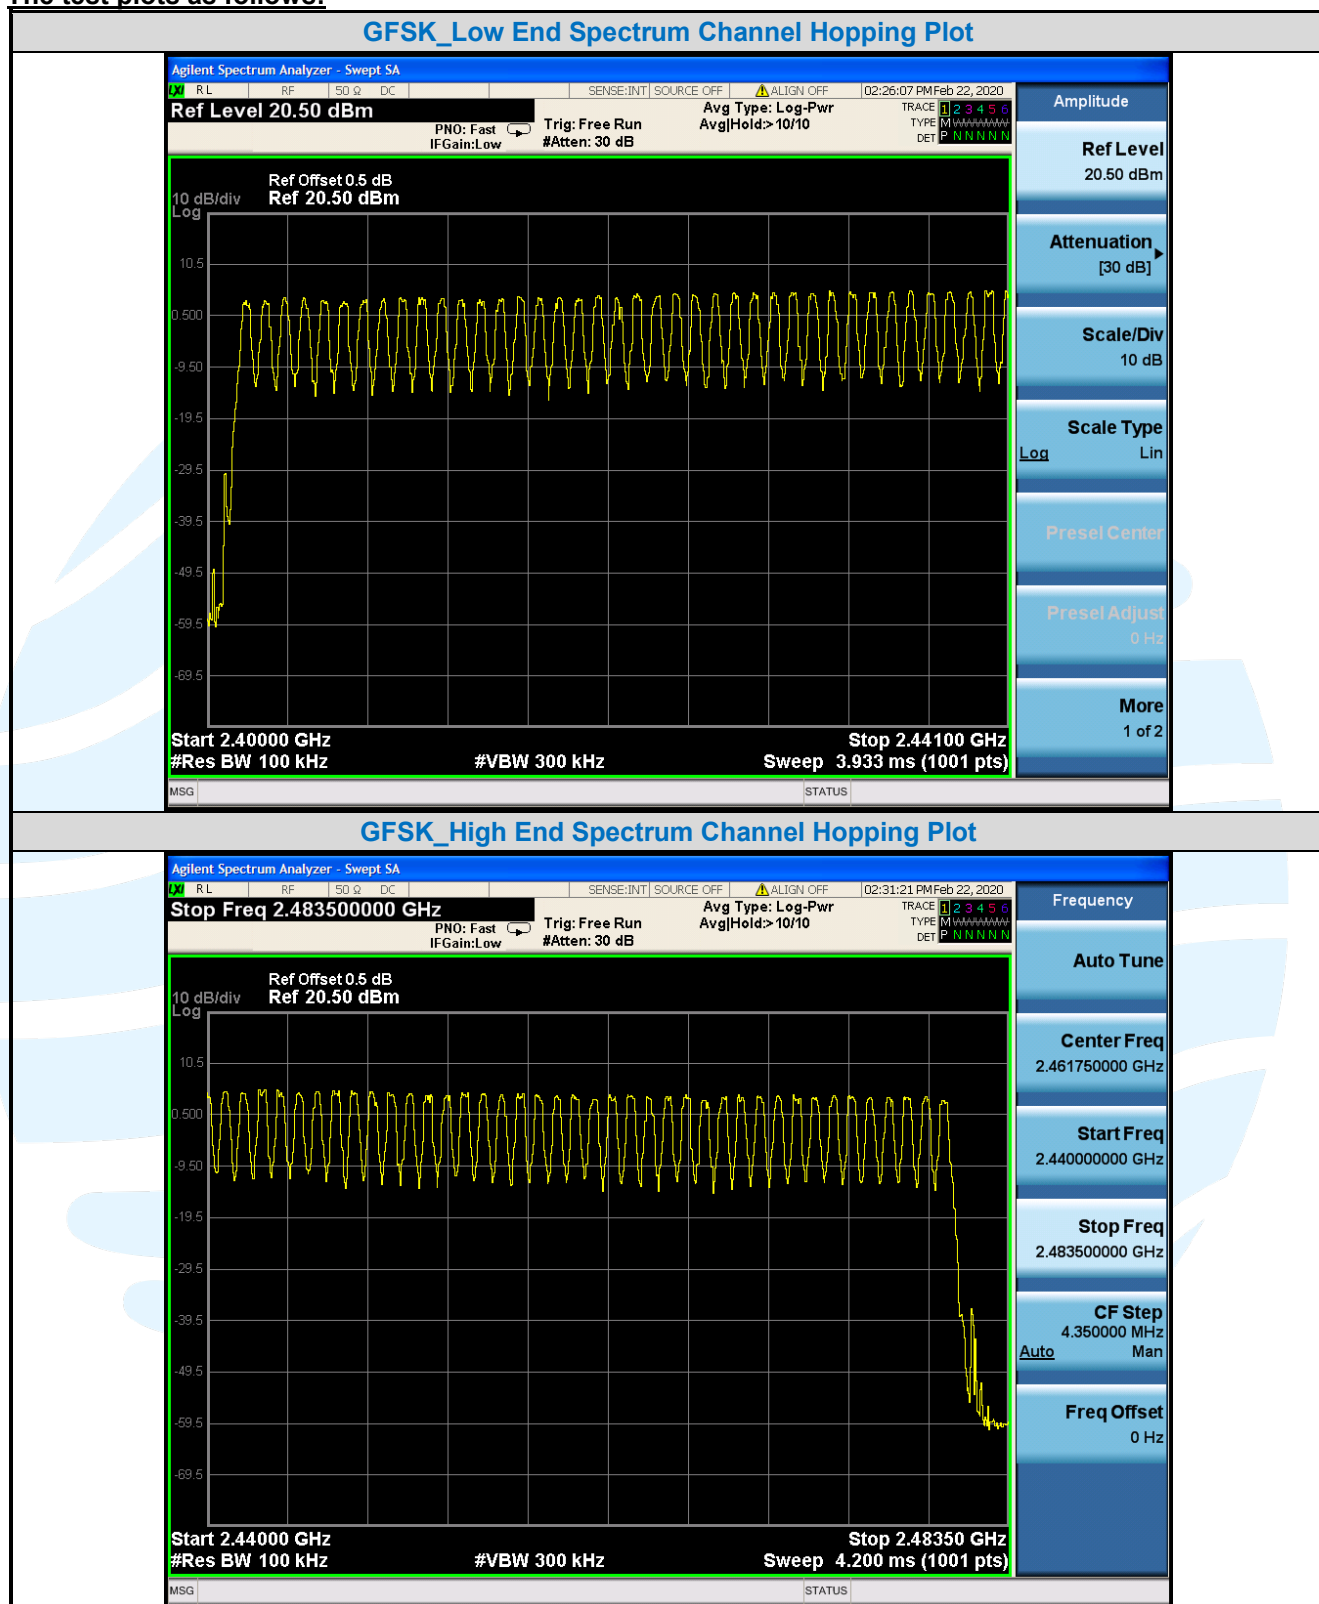 The test plots as follows:
GFSK_Low End Spectrum Channel Hopping Plot
Agilent Spectrum Analyzer - Swept SA
LXI RL RF 50 Ω DC SENSE:INT SOURCE OFF ALIGN OFF 02:26:07 PM Feb 22, 2020
Ref Level 20.50 dBm
PNO: Fast
IFGain:Low
Trig: Free Run
#Atten: 30 dB
Avg Type: Log-Pwr
Avg|Hold:>10/10
TRACE 1 2 3 4 5 6
TYPE M WWWWW
DET P N N N N N
Ref Offset 0.5 dB
10 dB/div Ref 20.50 dBm
Log
10.5
0.500
-9.50
-19.5
-29.5
-39.5
-49.5
-59.5
-69.5
Start 2.40000 GHz Stop 2.44100 GHz
#Res BW 100 kHz #VBW 300 kHz Sweep 3.933 ms (1001 pts)
MSG STATUS
Amplitude
Ref Level
20.50 dBm
Attenuation
[30 dB]
Scale/Div
10 dB
Scale Type
Log Lin
Presel Center
Presel Adjust
0 Hz
More
1 of 2
GFSK_High End Spectrum Channel Hopping Plot
Agilent Spectrum Analyzer - Swept SA
LXI RL RF 50 Ω DC SENSE:INT SOURCE OFF ALIGN OFF 02:31:21 PM Feb 22, 2020
Stop Freq 2.483500000 GHz
PNO: Fast
IFGain:Low
Trig: Free Run
#Atten: 30 dB
Avg Type: Log-Pwr
Avg|Hold:>10/10
TRACE 1 2 3 4 5 6
TYPE M WWWWW
DET P N N N N N
Ref Offset 0.5 dB
10 dB/div Ref 20.50 dBm
Log
10.5
0.500
-9.50
-19.5
-29.5
-39.5
-49.5
-59.5
-69.5
Start 2.44000 GHz Stop 2.48350 GHz
#Res BW 100 kHz #VBW 300 kHz Sweep 4.200 ms (1001 pts)
MSG STATUS
Frequency
Auto Tune
Center Freq
2.461750000 GHz
Start Freq
2.440000000 GHz
Stop Freq
2.483500000 GHz
CF Step
4.350000 MHz
Auto Man
Freq Offset
0 Hz